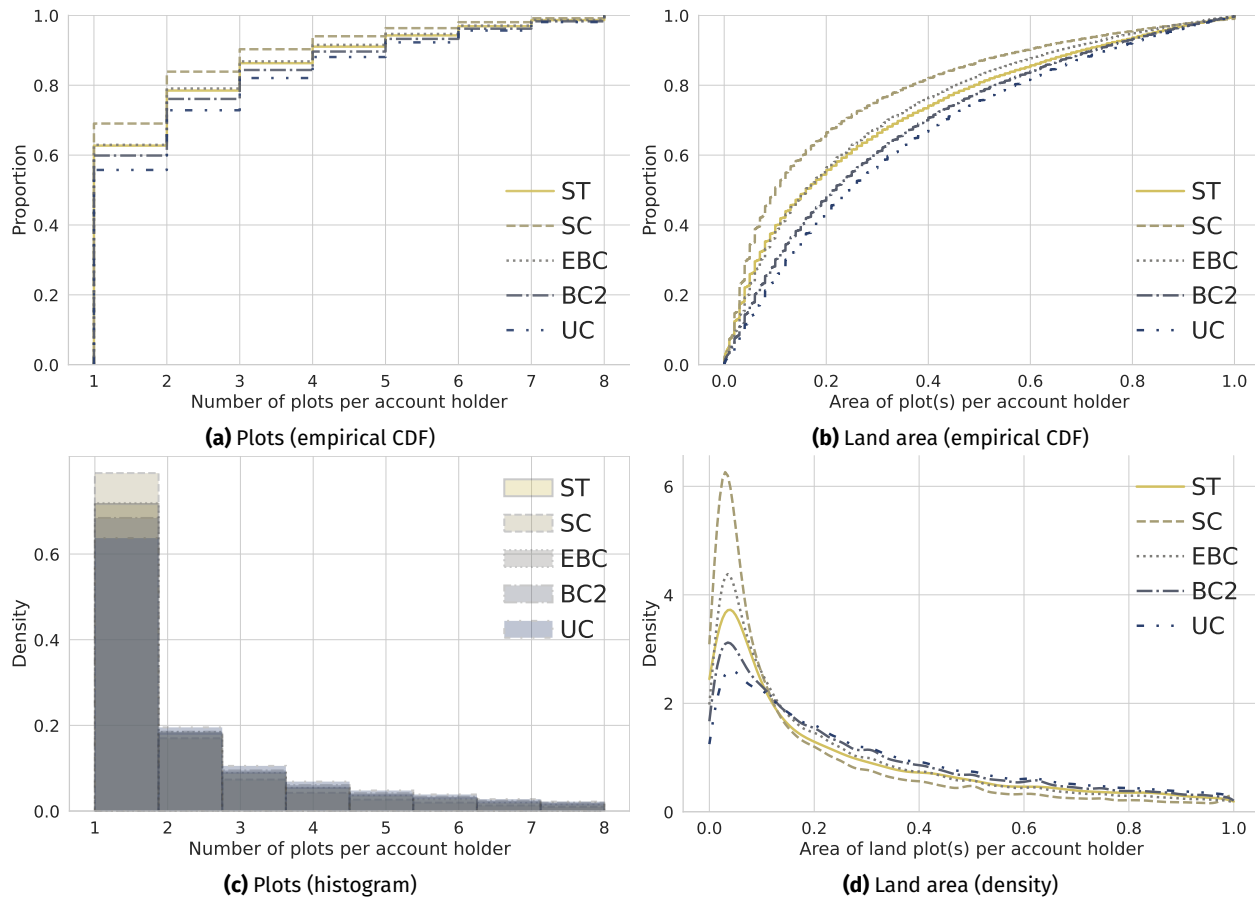 1.0
0.8
0.6
0.4
0.2
0.0
Proportion
1 2 3 4 5 6 7 8
Number of plots per account holder
ST
SC
EBC
BC2
UC
(a) Plots (empirical CDF)
1.0
0.8
0.6
0.4
0.2
0.0
Proportion
0.0 0.2 0.4 0.6 0.8 1.0
Area of plot(s) per account holder
ST
SC
EBC
BC2
UC
(b) Land area (empirical CDF)
0.6
0.4
0.2
0.0
Density
1 2 3 4 5 6 7 8
Number of plots per account holder
ST
SC
EBC
BC2
UC
(c) Plots (histogram)
6
4
2
0
Density
0.0 0.2 0.4 0.6 0.8 1.0
Area of land plot(s) per account holder
ST
SC
EBC
BC2
UC
(d) Land area (density)